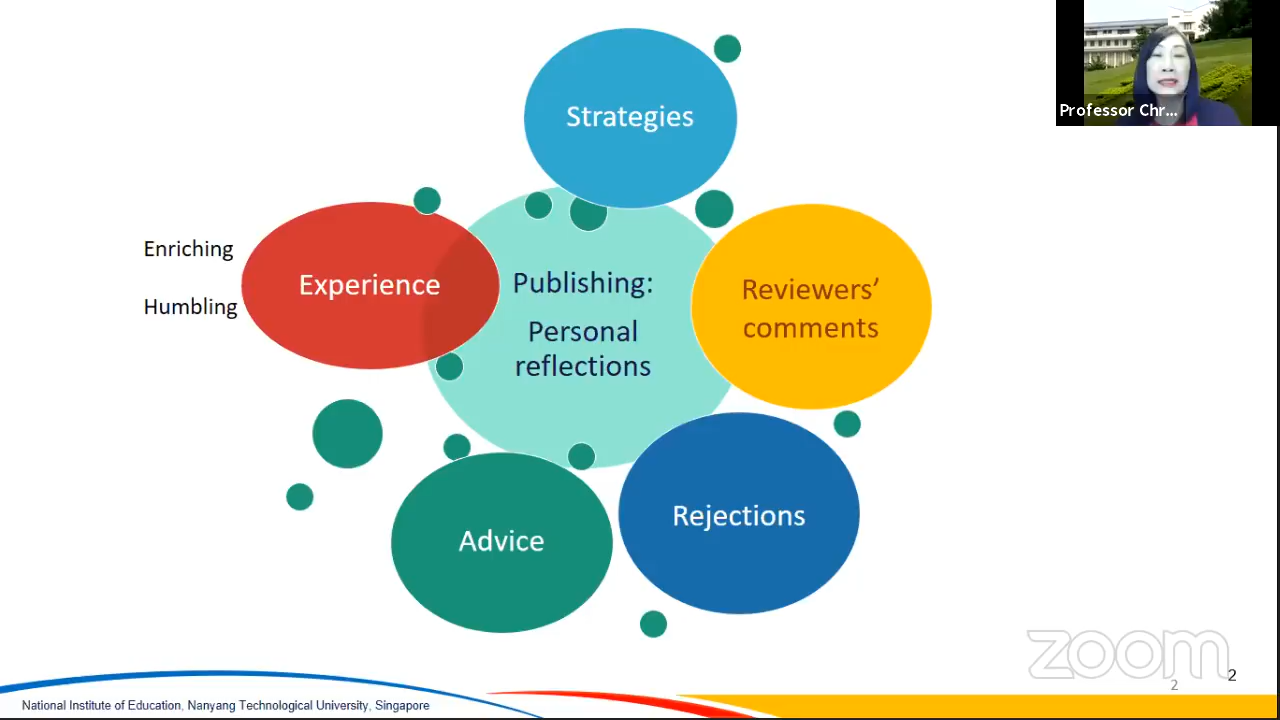 Strategies
Professor Chr...
Enriching
Humbling
Experience
Publishing:
Personal
reflections
Reviewers’
comments
Advice
Rejections
zoom
2
2
National Institute of Education, Nanyang Technological University, Singapore